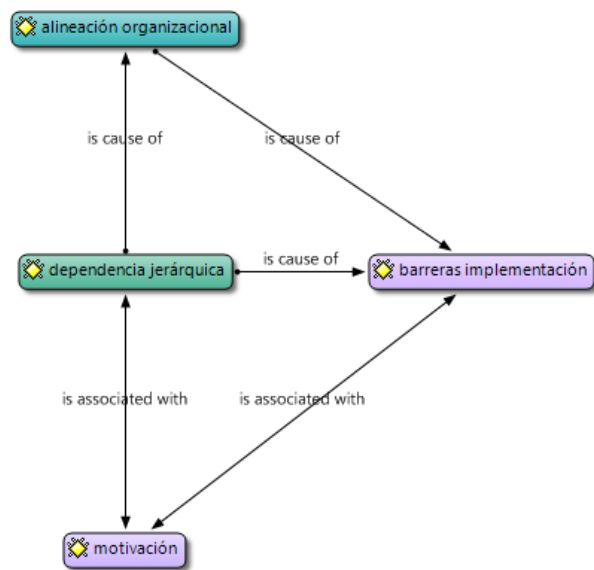 alineación organizacional
is cause of
is cause of
dependencia jerárquica
is cause of
barreras implementación
is associated with
is associated with
motivación